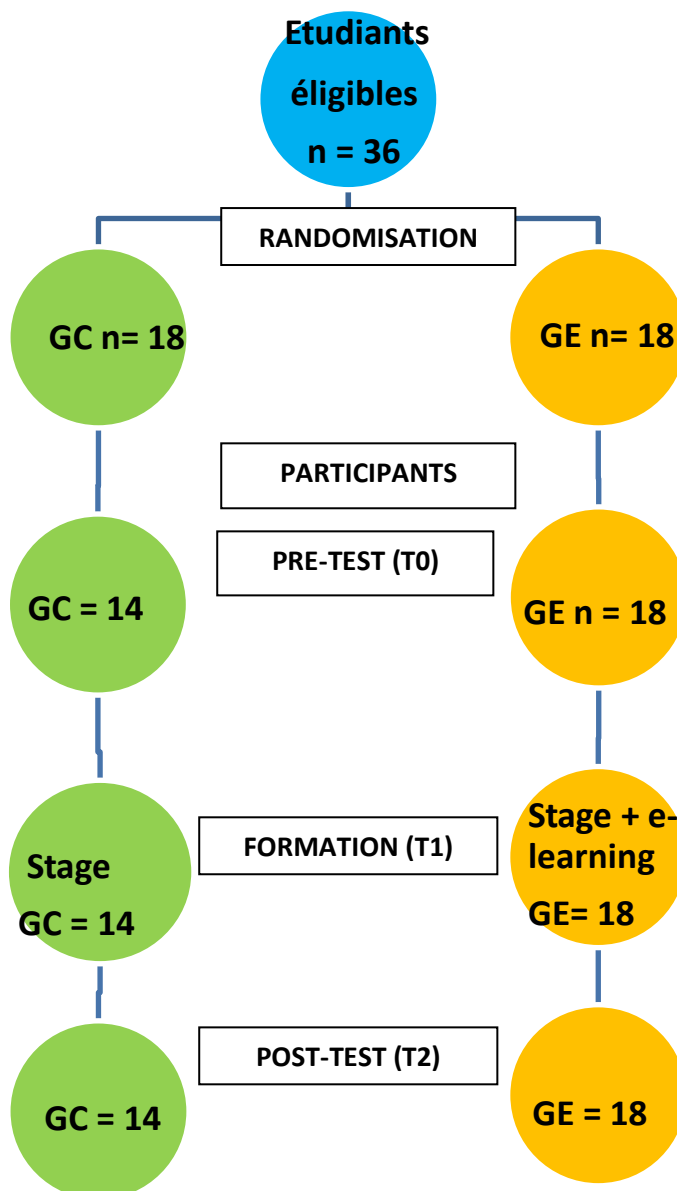 Etudiants
éligibles
n = 36
RANDOMISATION
GC n= 18
GE n= 18
PARTICIPANTS
PRE-TEST (T0)
GC = 14
GE n = 18
Stage
GC = 14
FORMATION (T1)
Stage + e-
learning
GE= 18
POST-TEST (T2)
GC = 14
GE = 18